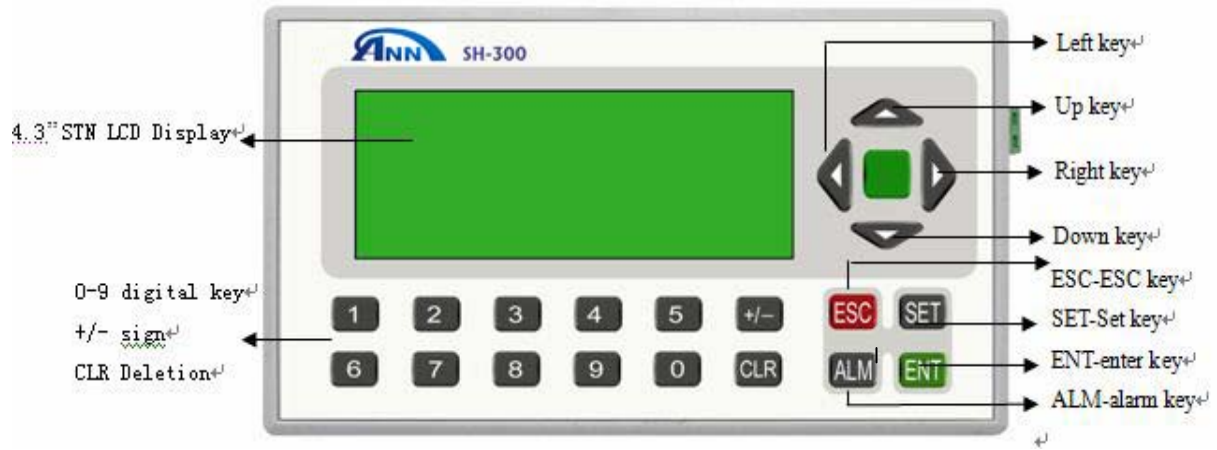 ANN SH-300
Left key
Up key
4.3"STN LCD Display
Right key
Down key
ESC-ESC key
0-9 digital key
1 2 3 4 5 +/- ESC SET
SET-Set key
+/- sign
ENT-enter key
CLR Deletion
6 7 8 9 0 CLR ALM ENT
ALM-alarm key